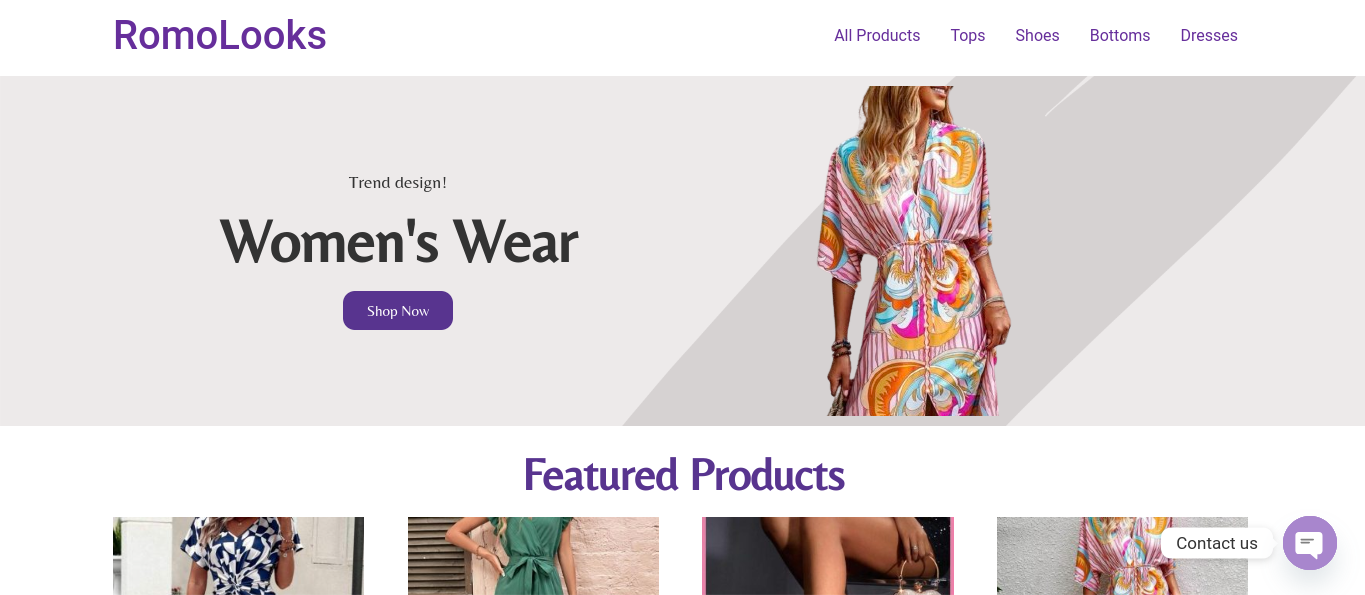 RomoLooks
All Products Tops Shoes Bottoms Dresses
Trend design!
Women's Wear
Shop Now
Featured Products
Contact us